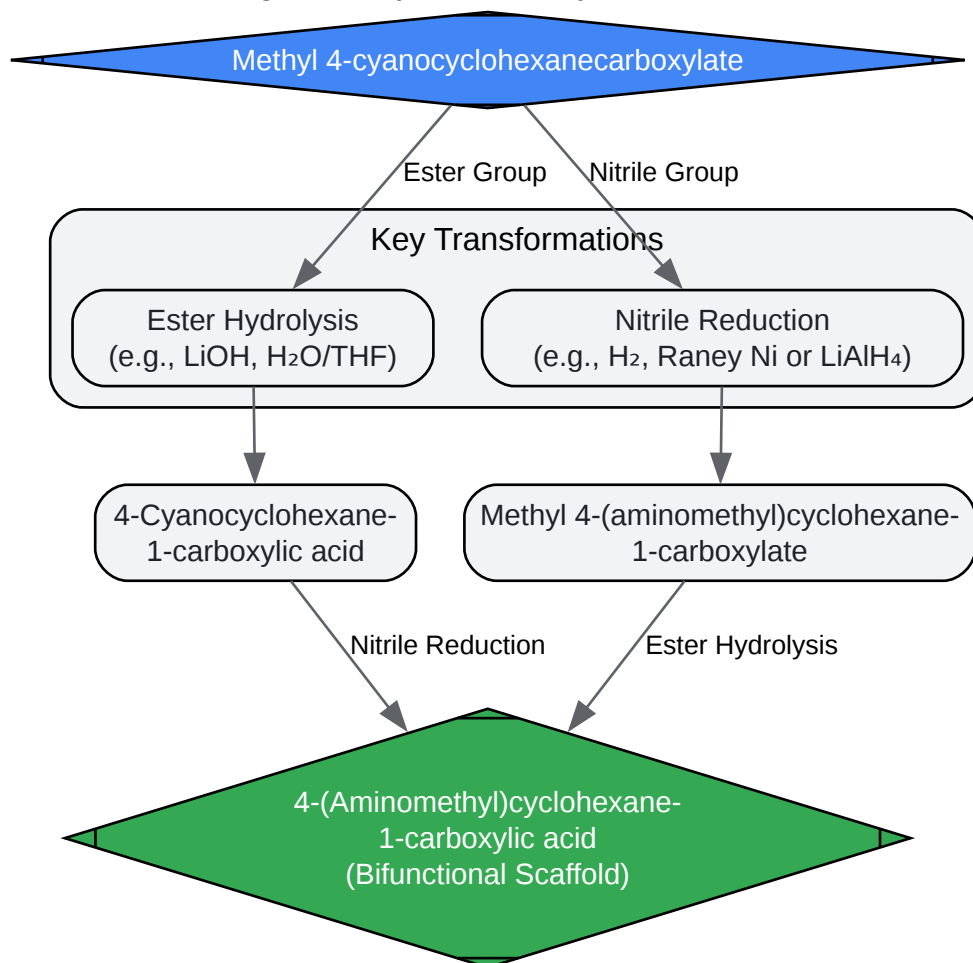 Methyl 4-cyanocyclohexanecarboxylate
Ester Group
Nitrile Group
Key Transformations
Ester Hydrolysis
(e.g., LiOH, H₂O/THF)
Nitrile Reduction
(e.g., H₂, Raney Ni or LiAlH₄)
4-Cyanocyclohexane-
1-carboxylic acid
Methyl 4-(aminomethyl)cyclohexane-
1-carboxylate
Nitrile Reduction
Ester Hydrolysis
4-(Aminomethyl)cyclohexane-
1-carboxylic acid
(Bifunctional Scaffold)